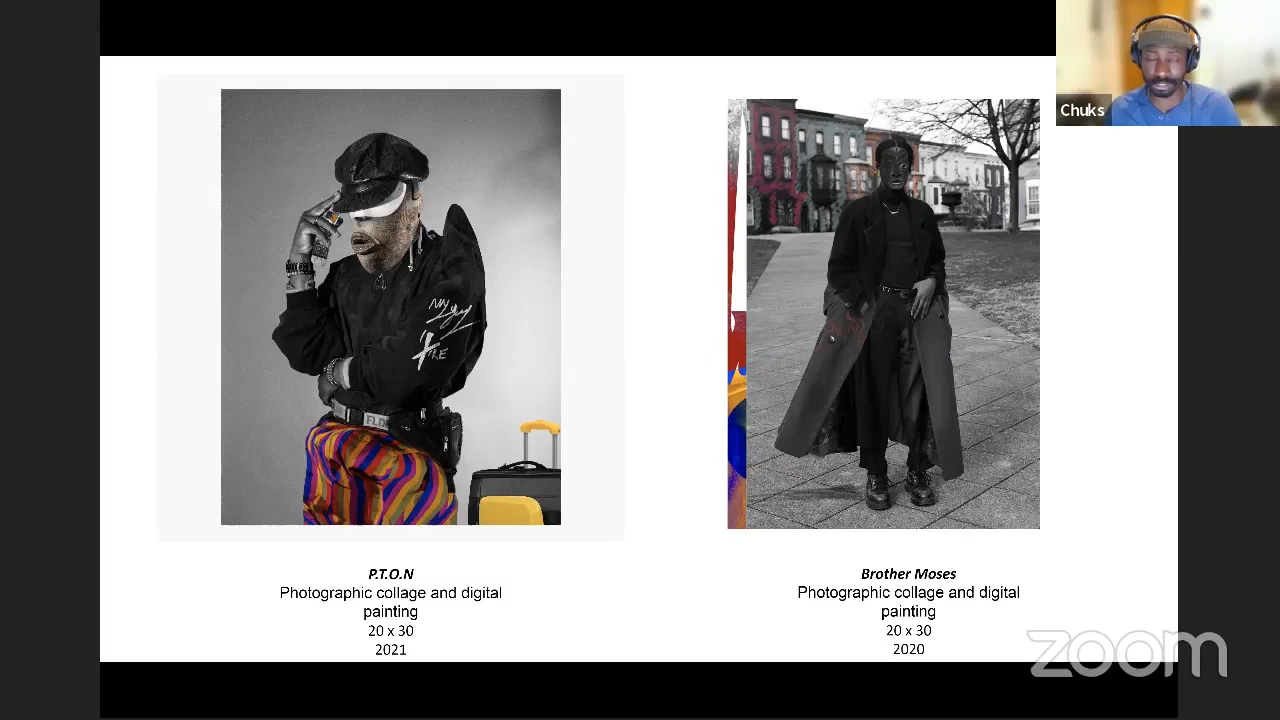 Chuks
FLD
P.T.O.N
Photographic collage and digital
painting
20 x 30
2021
Brother Moses
Photographic collage and digital
painting
20 x 30
2020
zoom